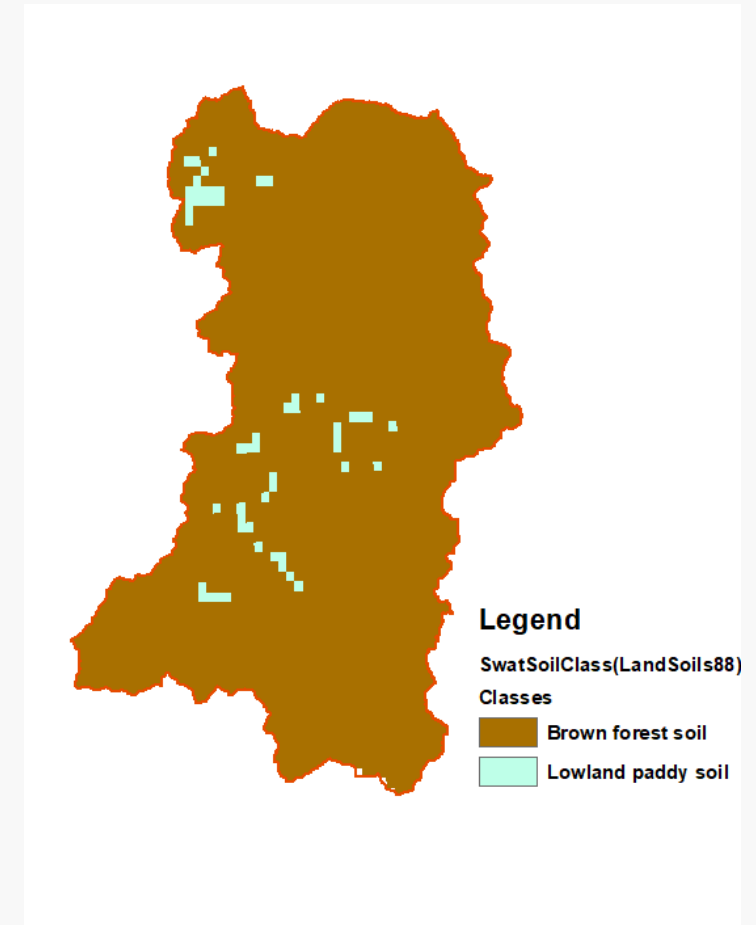 Legend
SwatSoilClass(LandSoils88)
Classes
Brown forest soil
Lowland paddy soil